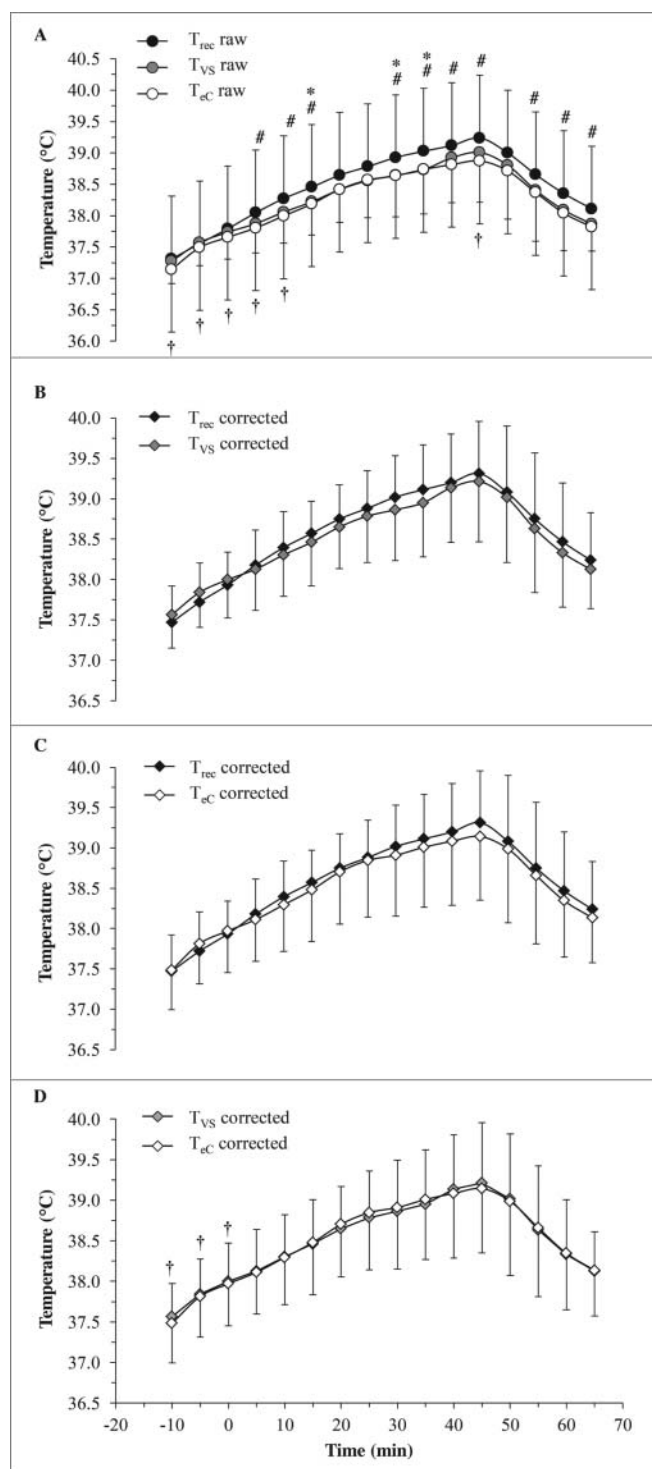 A
T_rec raw
T_VS raw
T_eC raw
* * *
# # # # # # # # # #
40.5
40.0
39.5
39.0
38.5
38.0
37.5
37.0
36.5
36.0
Temperature (°C)
† † † † † †
B
T_rec corrected
T_VS corrected
40.0
39.5
39.0
38.5
38.0
37.5
37.0
36.5
Temperature (°C)
C
T_rec corrected
T_eC corrected
40.0
39.5
39.0
38.5
38.0
37.5
37.0
36.5
Temperature (°C)
D
T_VS corrected
T_eC corrected
40.0
39.5
39.0
38.5
38.0
37.5
37.0
36.5
Temperature (°C)
† † †
-20 -10 0 10 20 30 40 50 60 70
Time (min)